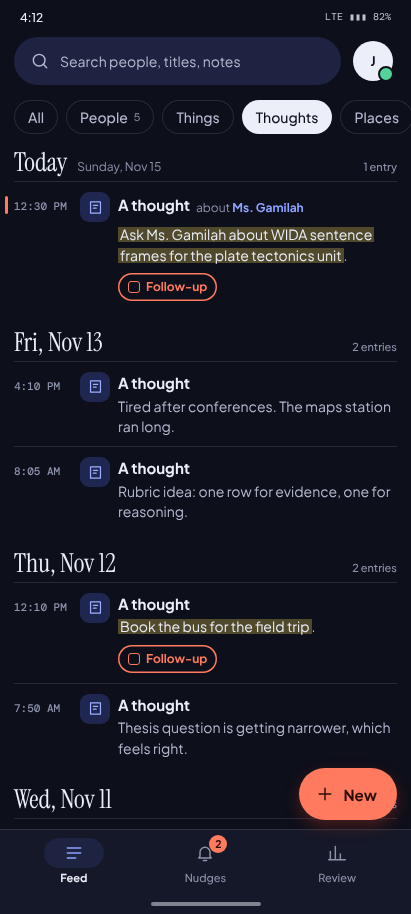 4:12
LTE 82%
Search people, titles, notes
J
All
People 5
Things
Thoughts
Places
Today Sunday, Nov 15 1 entry
12:30 PM
A thought about Ms. Gamilah
Ask Ms. Gamilah about WIDA sentence
frames for the plate tectonics unit.
Follow-up
Fri, Nov 13 2 entries
4:10 PM
A thought
Tired after conferences. The maps station
ran long.
8:05 AM
A thought
Rubric idea: one row for evidence, one for
reasoning.
Thu, Nov 12 2 entries
12:10 PM
A thought
Book the bus for the field trip.
Follow-up
7:50 AM
A thought
Thesis question is getting narrower, which
feels right.
Wed, Nov 11
New
2
Feed
Nudges
Review